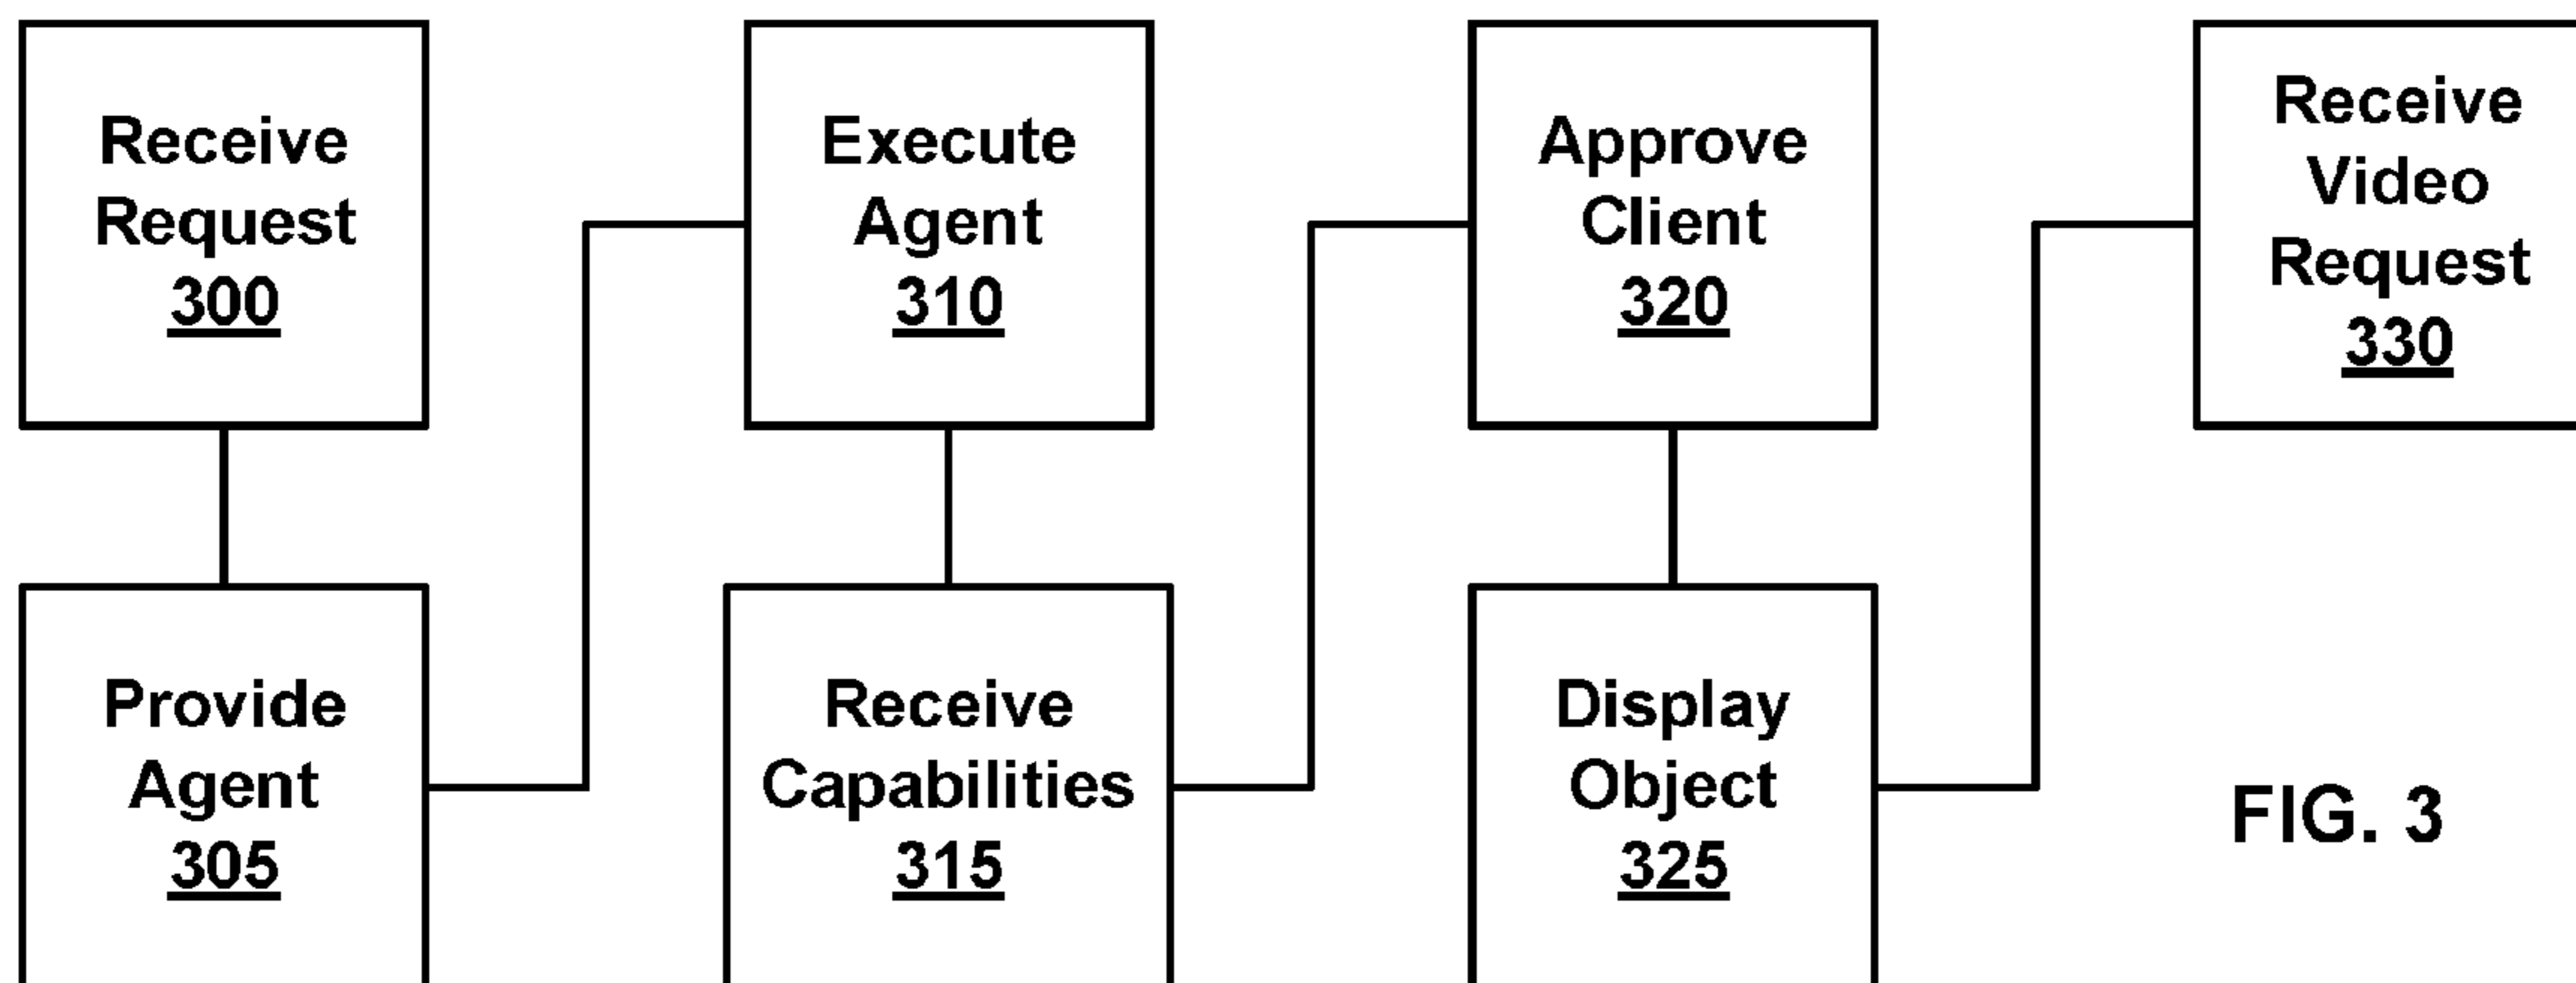 Receive
Request
300
Provide
Agent
305
Execute
Agent
310
Receive
Capabilities
315
Approve
Client
320
Display
Object
325
Receive
Video
Request
330
FIG. 3